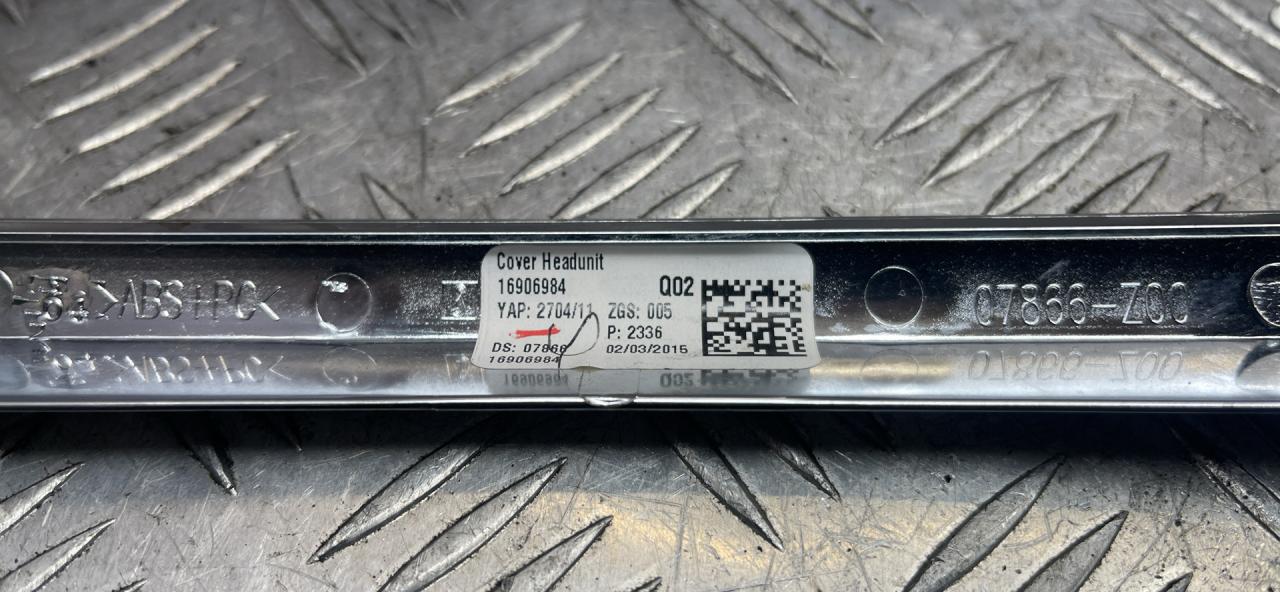 >ABS+PC<
Cover Headunit
16906984 Q02
YAP: 2704/11 ZGS: 005
P: 2336
DS: 07866 02/03/2015
16906984
07866-Z00